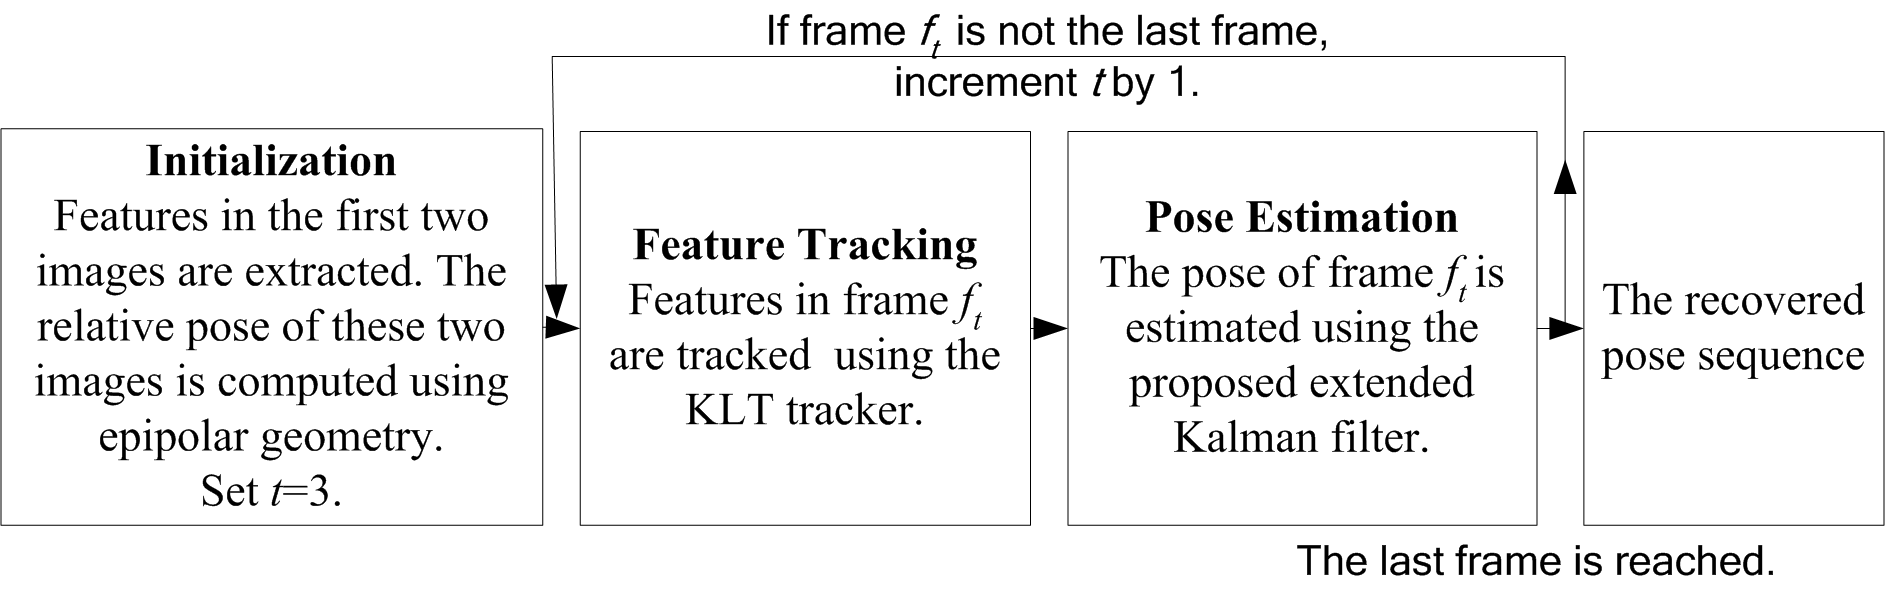 If frame f_t is not the last frame,
increment t by 1.
Initialization
Features in the first two
images are extracted. The
relative pose of these two
images is computed using
epipolar geometry.
Set t=3.
Feature Tracking
Features in frame f_t
are tracked using the
KLT tracker.
Pose Estimation
The pose of frame f_t is
estimated using the
proposed extended
Kalman filter.
The recovered
pose sequence
The last frame is reached.